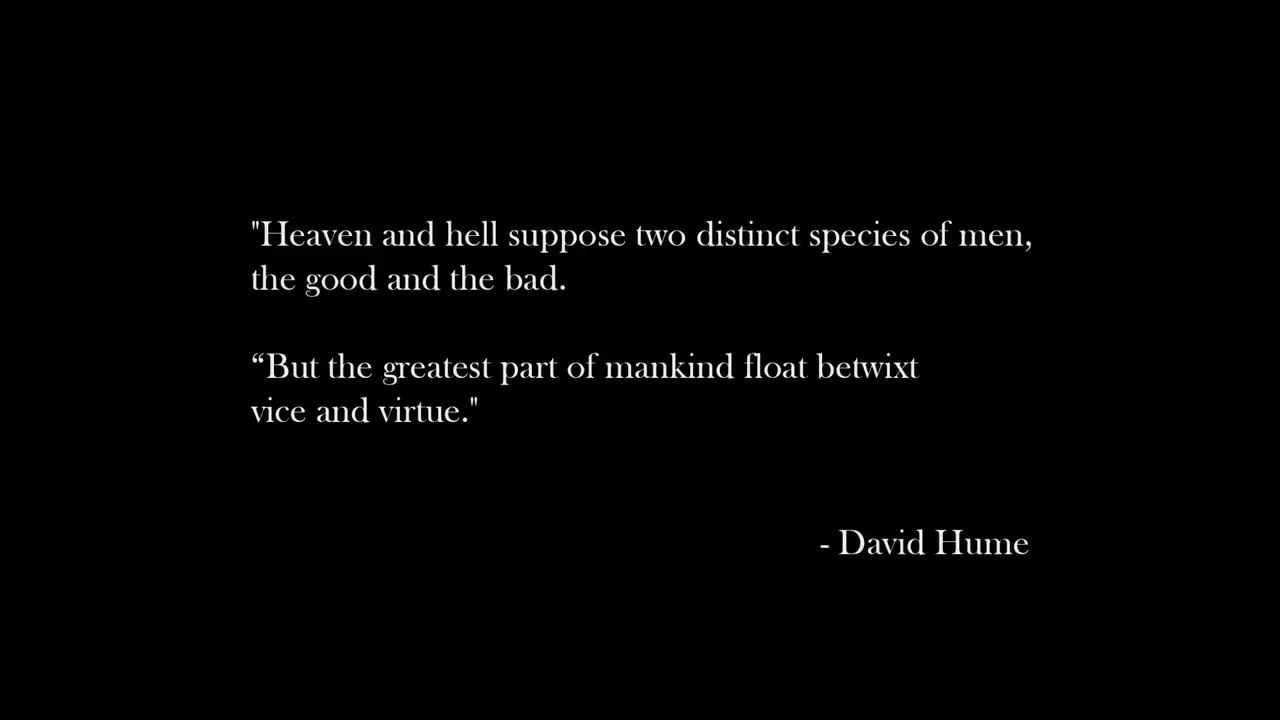 "Heaven and hell suppose two distinct species of men,
the good and the bad.
“But the greatest part of mankind float betwixt
vice and virtue."
- David Hume